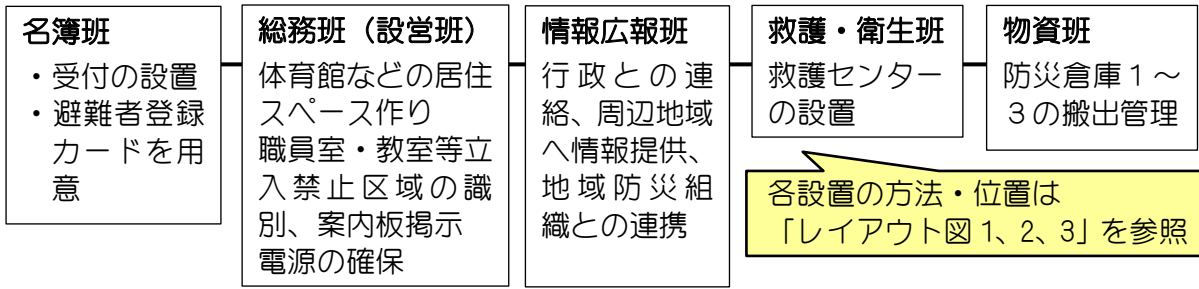 名簿班
・受付の設置
・避難者登録
カードを用
意
総務班（設営班）
体育館などの居住
スペース作り
職員室・教室等立
入禁止区域の識
別、案内板掲示
電源の確保
情報広報班
行政との連
絡、周辺地域
へ情報提供、
地域防災組
織との連携
救護・衛生班
救護センター
の設置
物資班
防災倉庫１～
３の搬出管理
各設置の方法・位置は
「レイアウト図 1、2、3」を参照